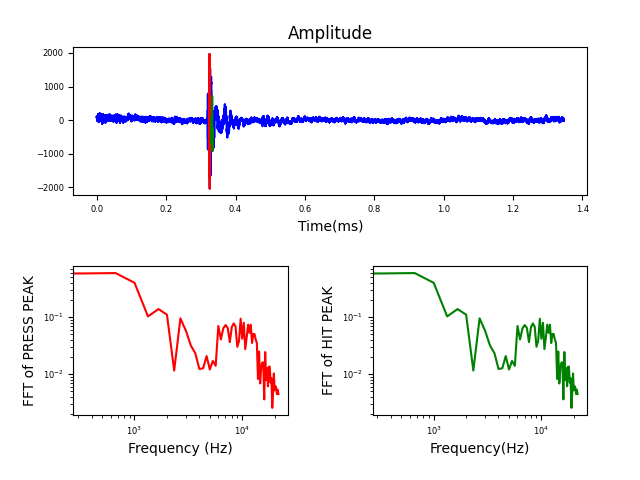 Amplitude
2000
1000
0
−1000
−2000
0.0 0.2 0.4 0.6 0.8 1.0 1.2 1.4
Time(ms)
FFT of PRESS PEAK
10⁻¹
10⁻²
10³ 10⁴
Frequency (Hz)
FFT of HIT PEAK
10⁻¹
10⁻²
10³ 10⁴
Frequency(Hz)